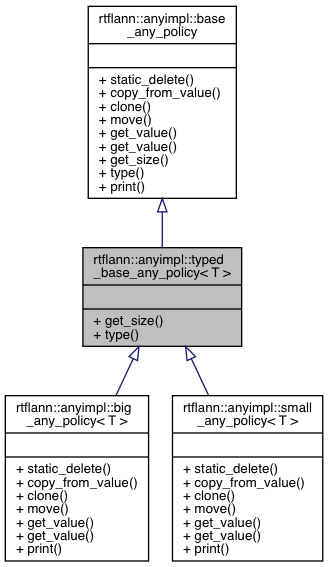 rtflann::anyimpl::base
_any_policy
+ static_delete()
+ copy_from_value()
+ clone()
+ move()
+ get_value()
+ get_value()
+ get_size()
+ type()
+ print()
rtflann::anyimpl::typed
_base_any_policy< T >
+ get_size()
+ type()
rtflann::anyimpl::big
_any_policy< T >
+ static_delete()
+ copy_from_value()
+ clone()
+ move()
+ get_value()
+ get_value()
+ print()
rtflann::anyimpl::small
_any_policy< T >
+ static_delete()
+ copy_from_value()
+ clone()
+ move()
+ get_value()
+ get_value()
+ print()